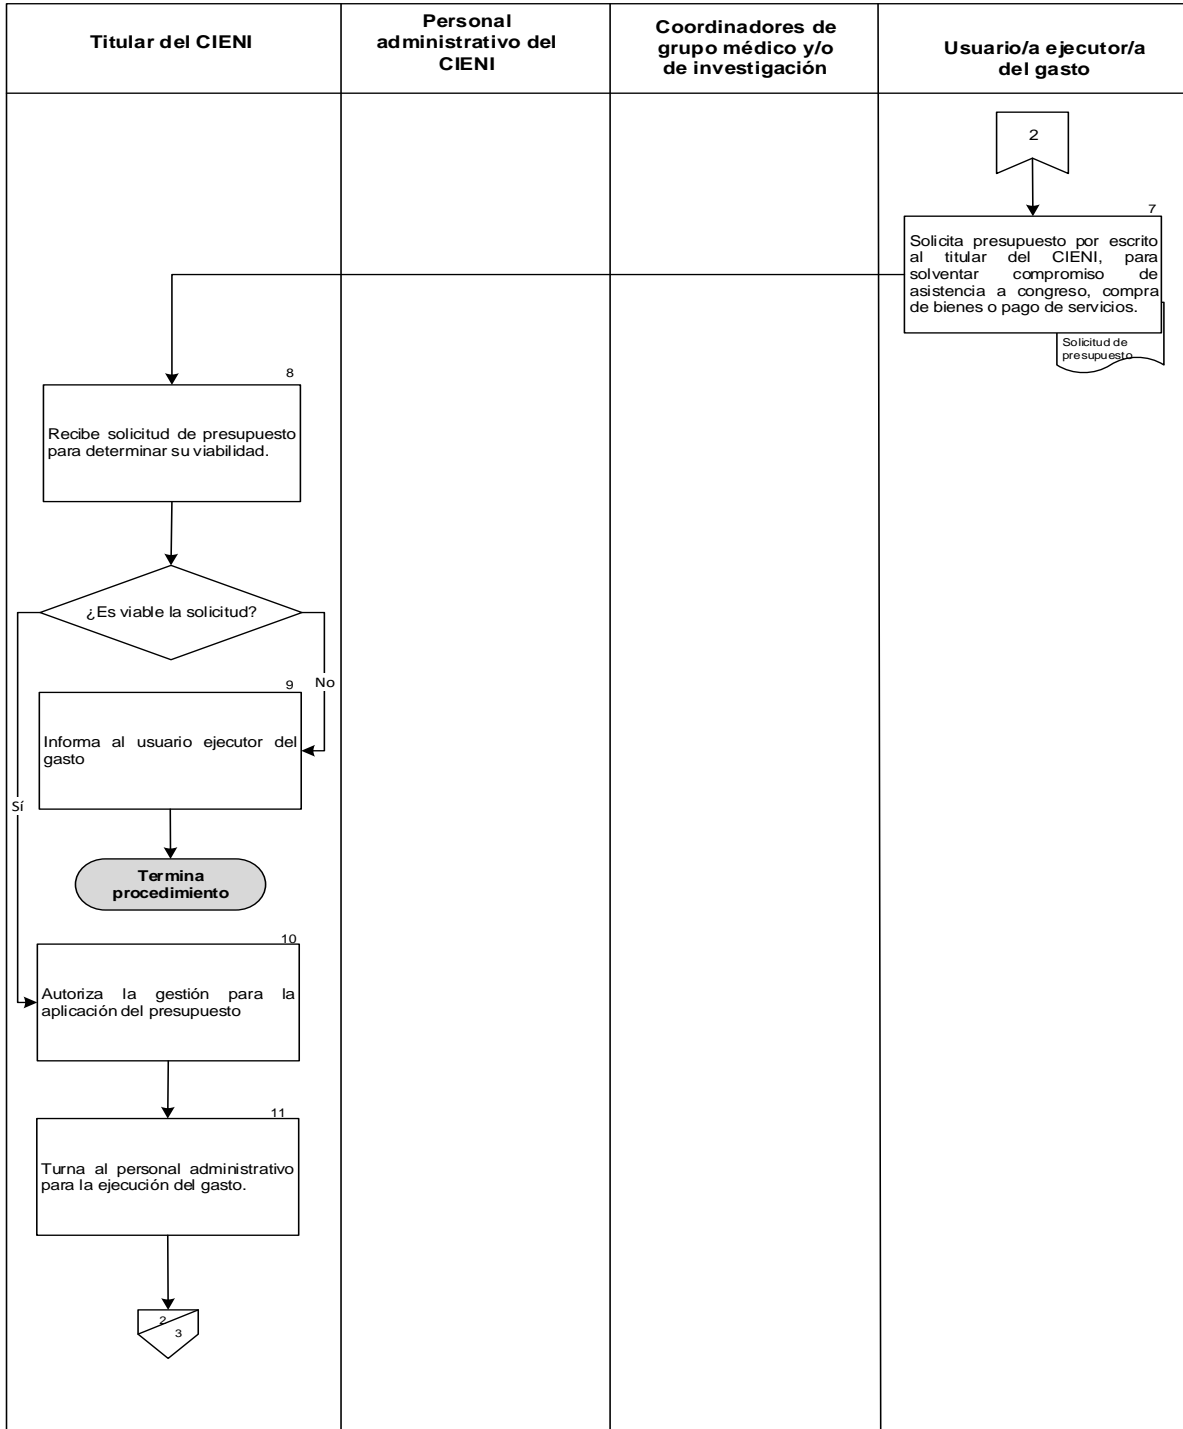 Titular del CIENI
Personal
administrativo del
CIENI
Coordinadores de
grupo médico y/o
de investigación
Usuario/a ejecutor/a
del gasto
2
7
Solicita presupuesto por escrito
al titular del CIENI, para
solventar compromiso de
asistencia a congreso, compra
de bienes o pago de servicios.
Solicitud de
presupuesto
8
Recibe solicitud de presupuesto
para determinar su viabilidad.
¿Es viable la solicitud?
No
9
Informa al usuario ejecutor del
gasto
Sí
Termina
procedimiento
10
Autoriza la gestión para la
aplicación del presupuesto
11
Turna al personal administrativo
para la ejecución del gasto.
2
3